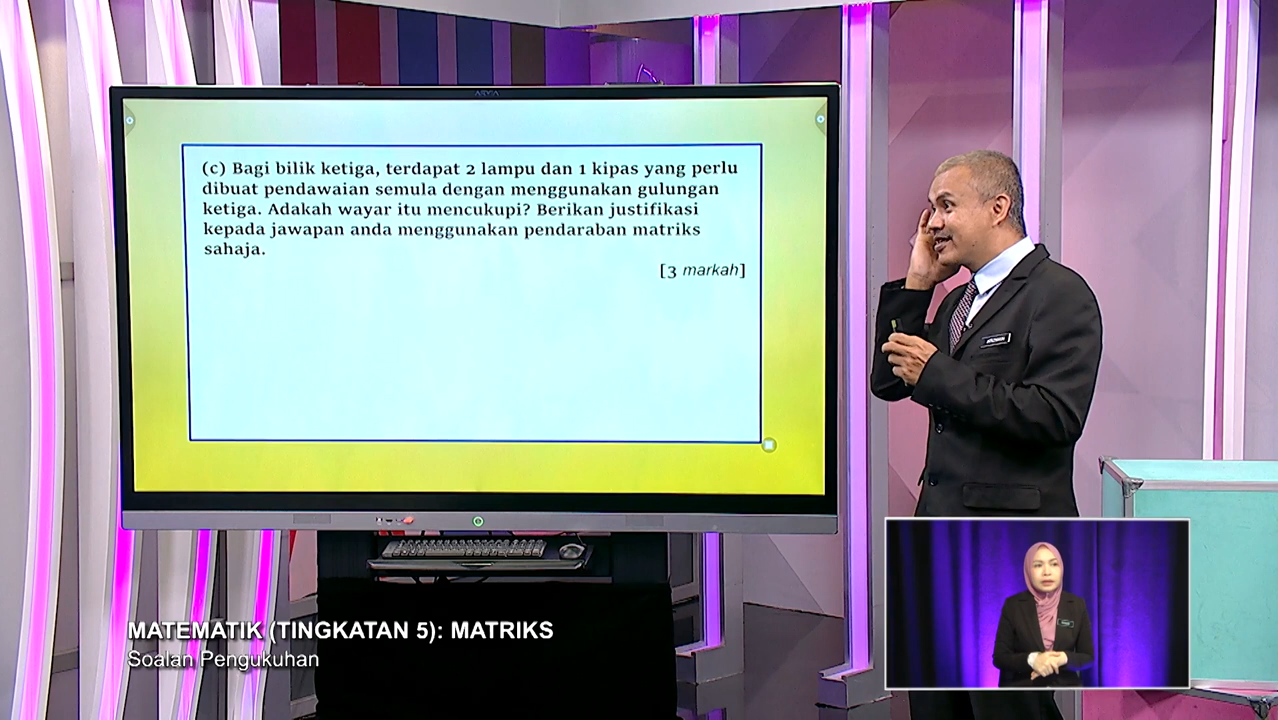 (c) Bagi bilik ketiga, terdapat 2 lampu dan 1 kipas yang perlu
dibuat pendawaian semula dengan menggunakan gulungan
ketiga. Adakah wayar itu mencukupi? Berikan justifikasi
kepada jawapan anda menggunakan pendaraban matriks
sahaja.
[3 markah]
MATEMATIK (TINGKATAN 5): MATRIKS
Soalan Pengukuhan